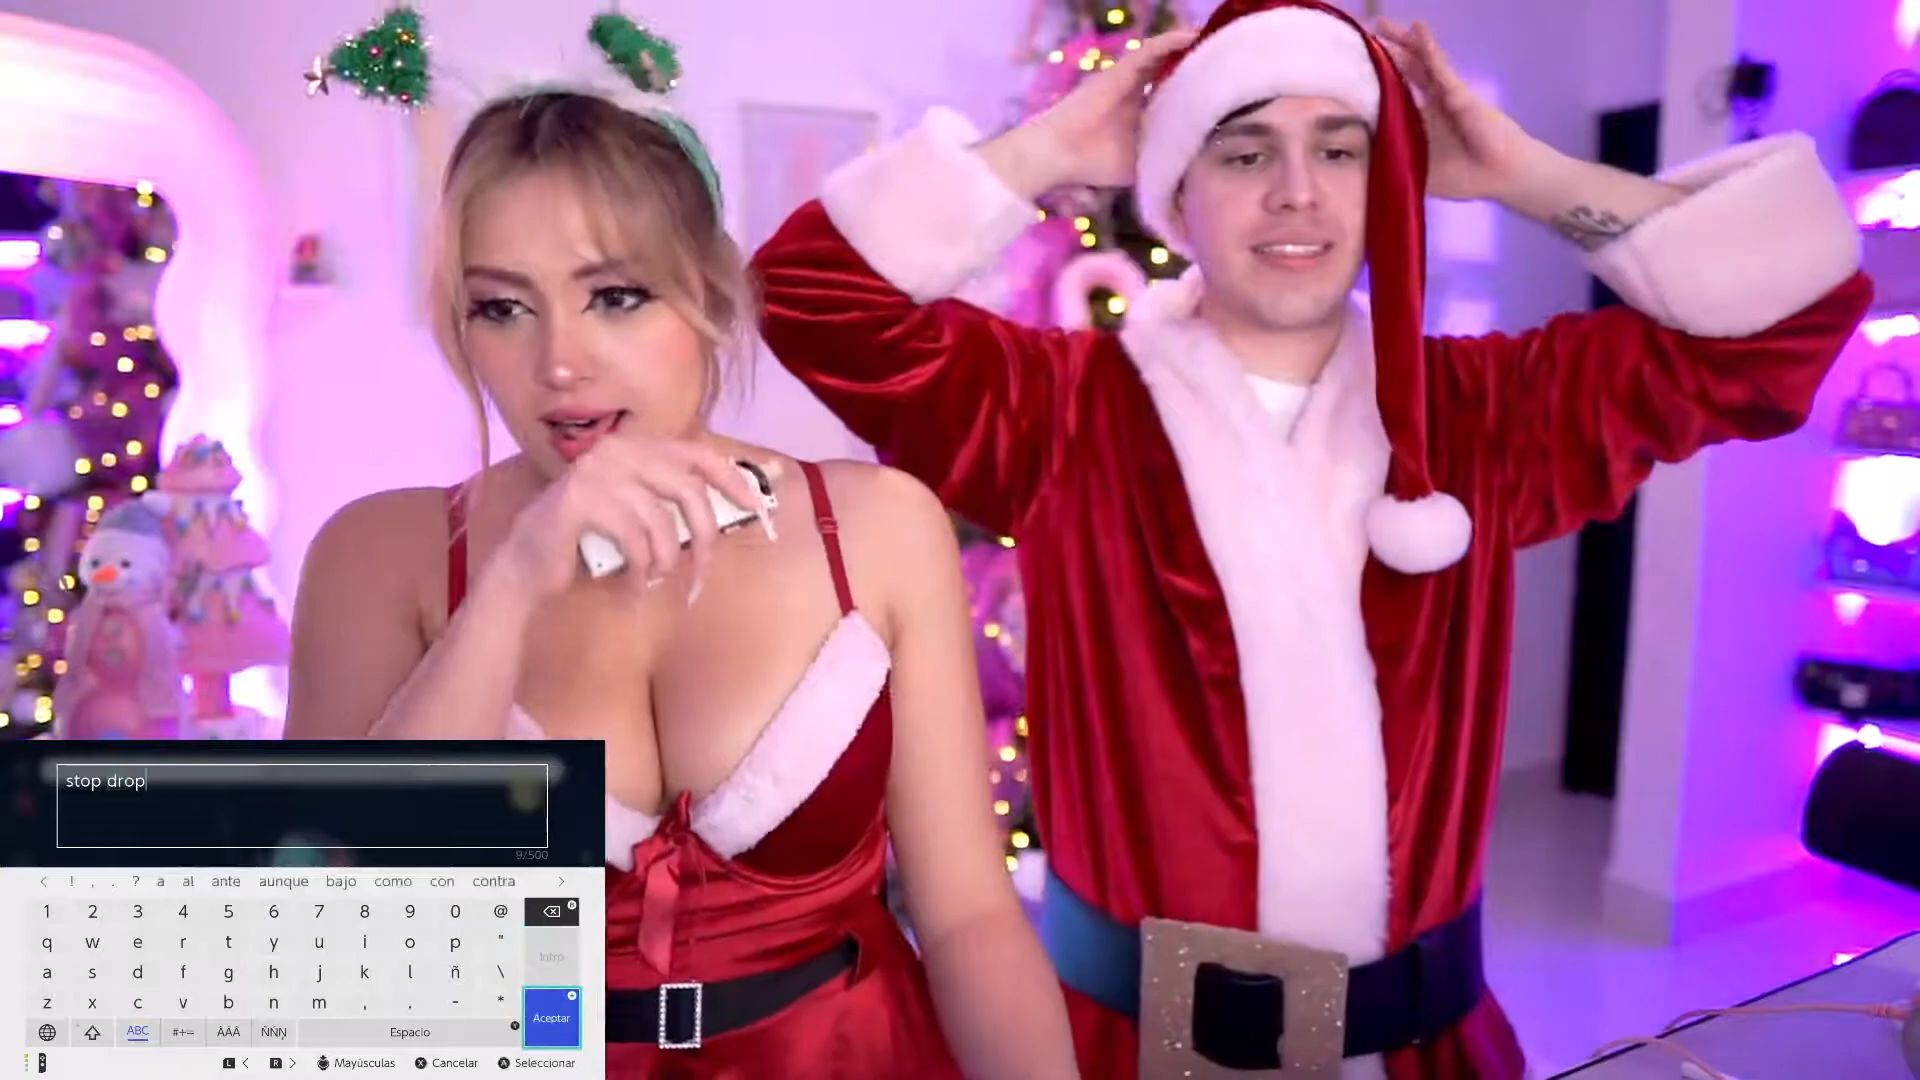 stop drop
9/500
< ! , . ? a al ante aunque bajo como con contra >
1 2 3 4 5 6 7 8 9 0 @
q w e r t y u i o p "
Intro
a s d f g h j k l ñ \
z x c v b n m , . - *
Aceptar
ABC #+= ÀÁÂ ÑÑŅ Espacio
L < R > Mayúsculas X Cancelar A Seleccionar